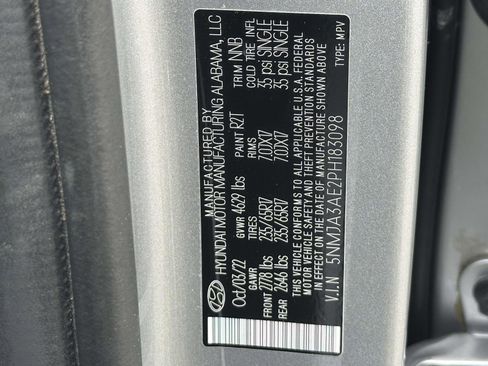 MANUFACTURED BY
HYUNDAI MOTOR MANUFACTURING ALABAMA, LLC
Oct/03/22 GVWR 4629 lbs PAINT R2T TRIM NNB
GAWR TIRES RIMS COLD TIRE INFL
FRONT 2778 lbs 235/65R17 7.0JX17 35 psi SINGLE
REAR 2646 lbs 235/65R17 7.0JX17 35 psi SINGLE
THIS VEHICLE CONFORMS TO ALL APPLICABLE U.S.A. FEDERAL
MOTOR VEHICLE SAFETY AND THEFT PREVENTION STANDARDS
IN EFFECT ON THE DATE OF MANUFACTURE SHOWN ABOVE
V.I.N 5NMJA3AE2PH183098 TYPE: MPV